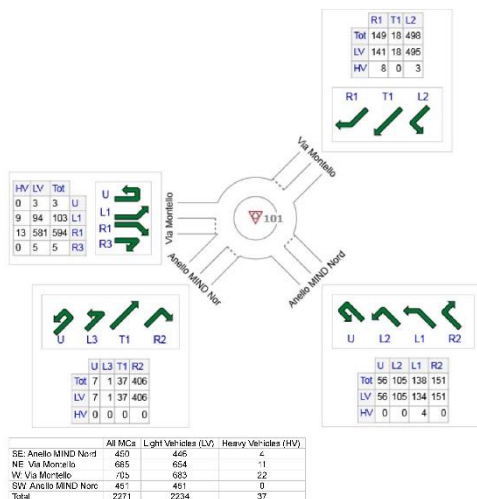 R1 T1 L2
Tot 149 18 498
LV 141 18 495
HV 8 0 3
R1 T1 L2
Via Montello
HV LV Tot
0 3 3 U
9 94 103 L1
13 581 594 R1
0 5 5 R3
U
L1
R1
R3
Via Montello
101
Anello MIND Nor
Anello MIND Nord
U L3 T1 R2
U L3 T1 R2
Tot 7 1 37 406
LV 7 1 37 406
HV 0 0 0 0
U L2 L1 R2
U L2 L1 R2
Tot 56 105 138 151
LV 56 105 134 151
HV 0 0 4 0
All MCs Light Vehicles (LV) Heavy Vehicles (HV)
SE: Anello MIND Nord 450 446 4
NE: Via Montello 665 654 11
W: Via Montello 705 683 22
SW: Anello MIND Nord 451 451 0
Total 2271 2234 37